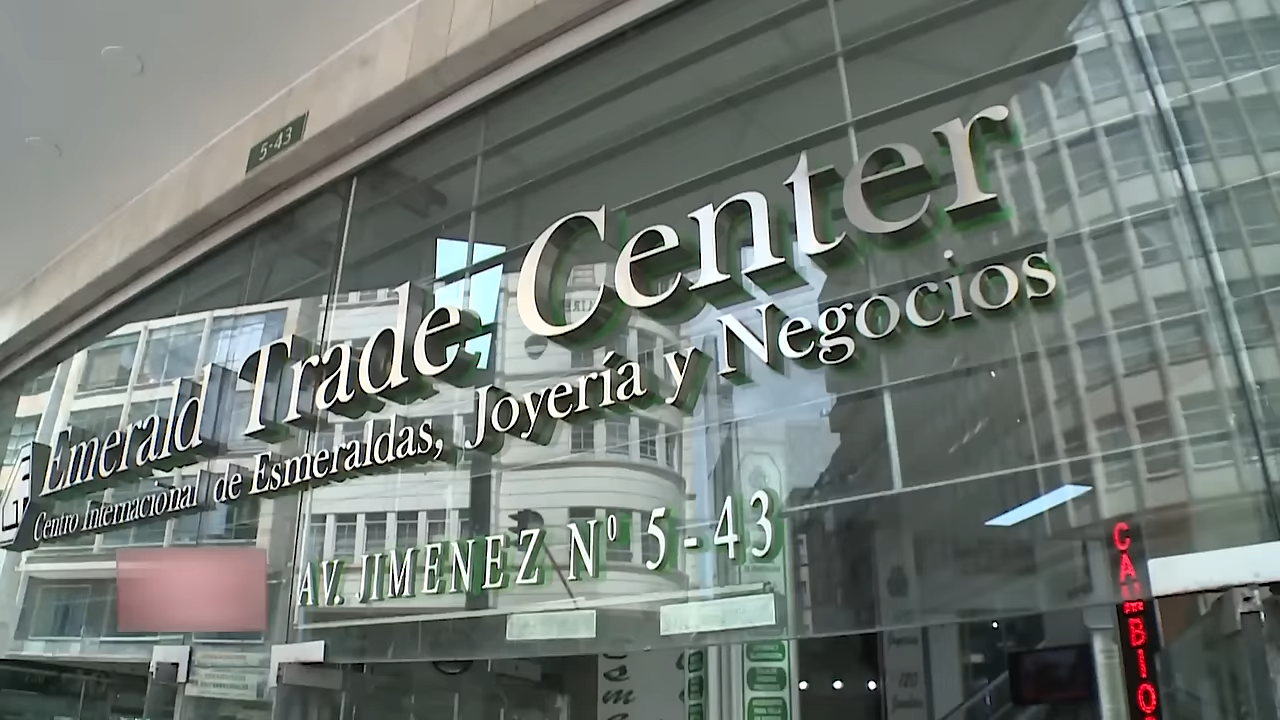 5-43
Emerald Trade Center
Centro Internacional de Esmeraldas, Joyería y Negocios
AV. JIMENEZ Nº 5-43
CAMBIOS